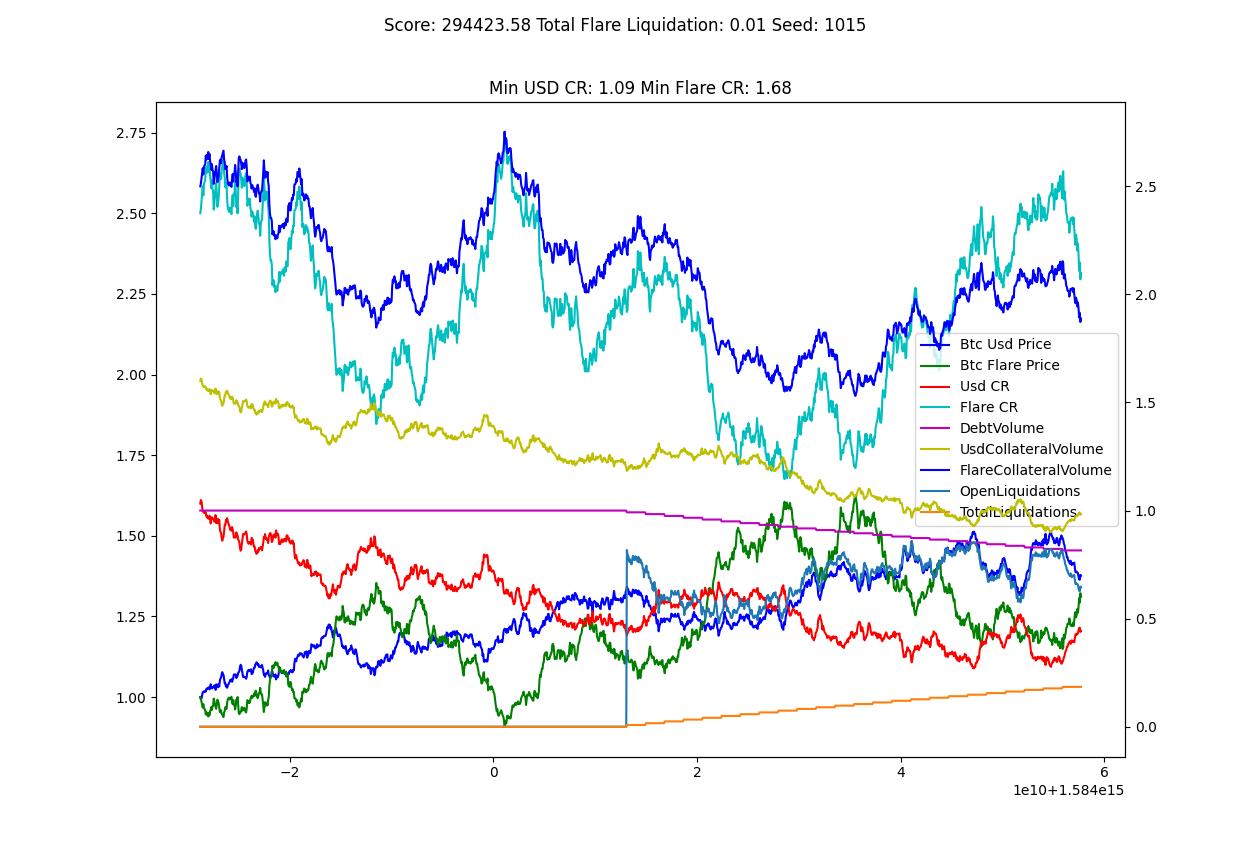 Score: 294423.58 Total Flare Liquidation: 0.01 Seed: 1015
Min USD CR: 1.09 Min Flare CR: 1.68
2.75
2.50
2.25
2.00
1.75
1.50
1.25
1.00
2.5
2.0
1.5
1.0
0.5
0.0
Btc Usd Price
Btc Flare Price
Usd CR
Flare CR
DebtVolume
UsdCollateralVolume
FlareCollateralVolume
OpenLiquidations
TotalLiquidations
−2
0
2
4
6
1e10+1.584e15